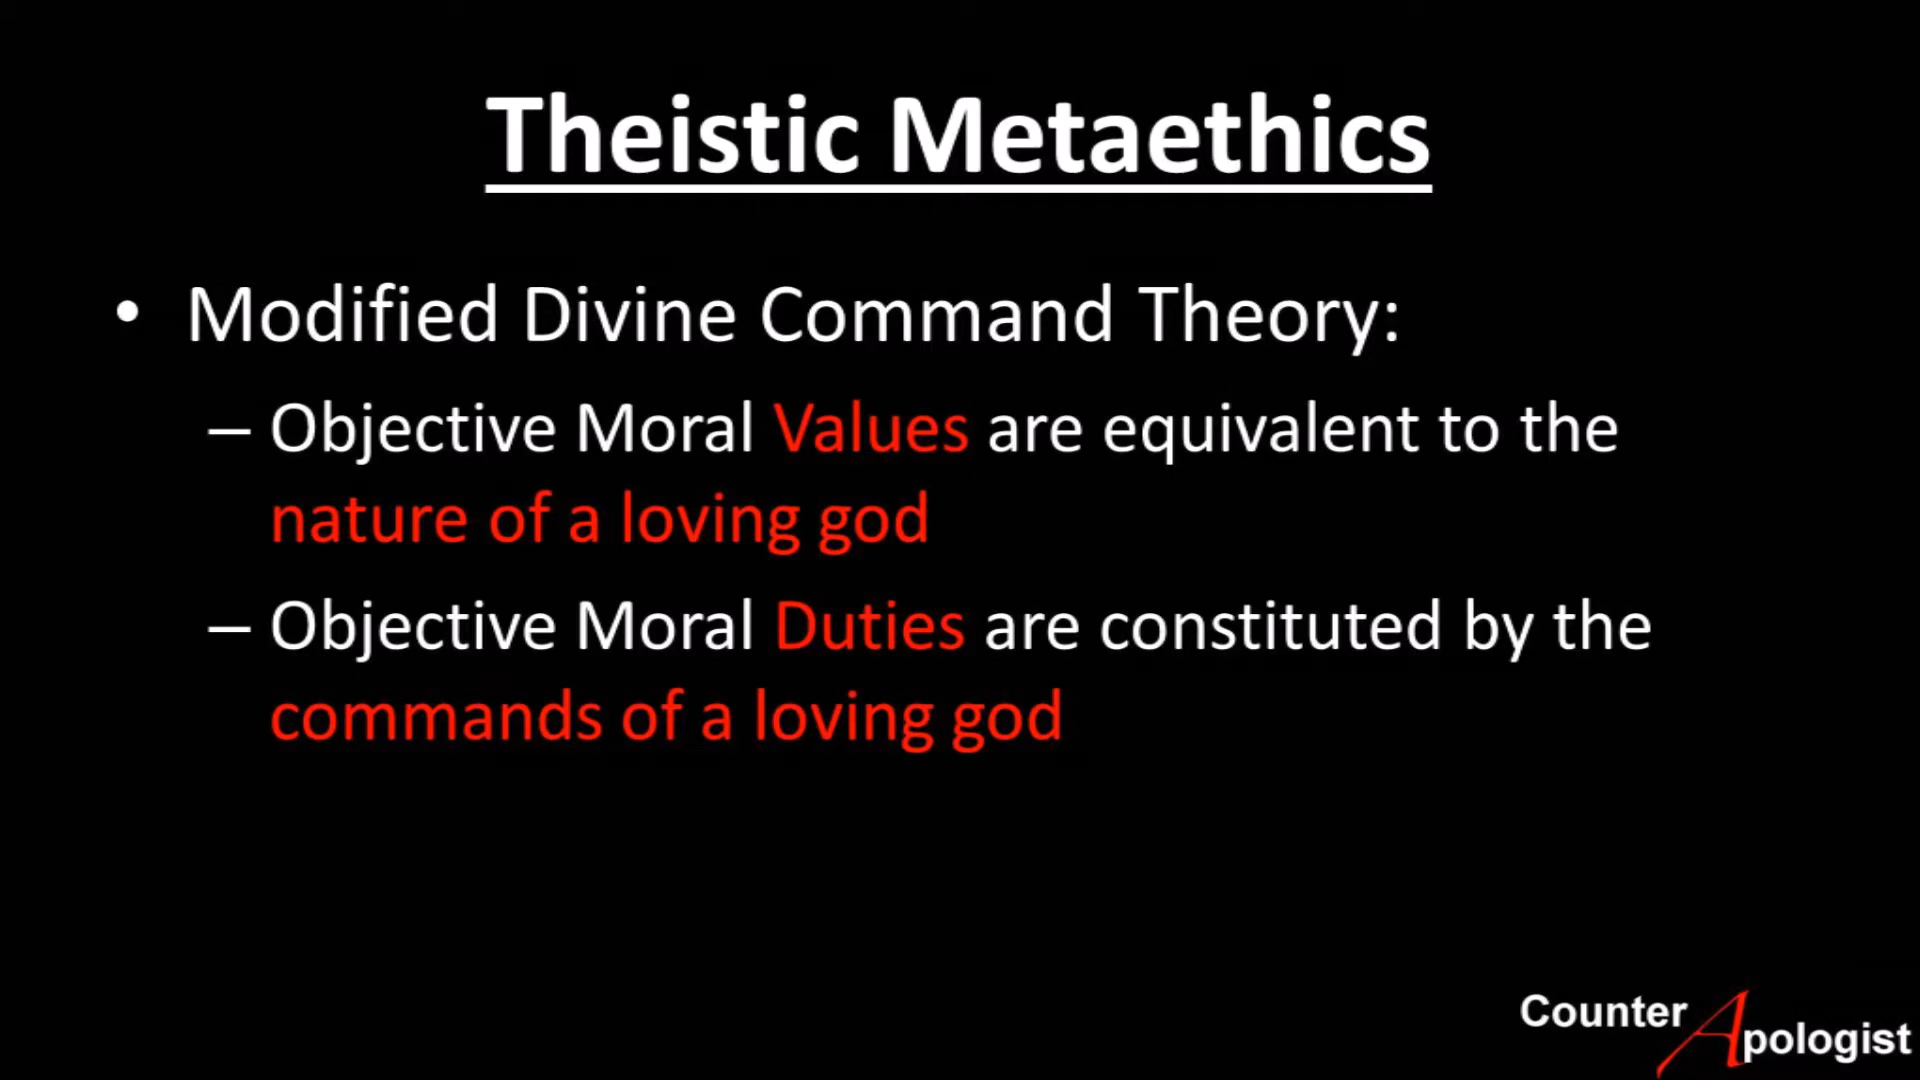 Theistic Metaethics
• Modified Divine Command Theory:
– Objective Moral Values are equivalent to the
nature of a loving god
– Objective Moral Duties are constituted by the
commands of a loving god
Counter
Apologist